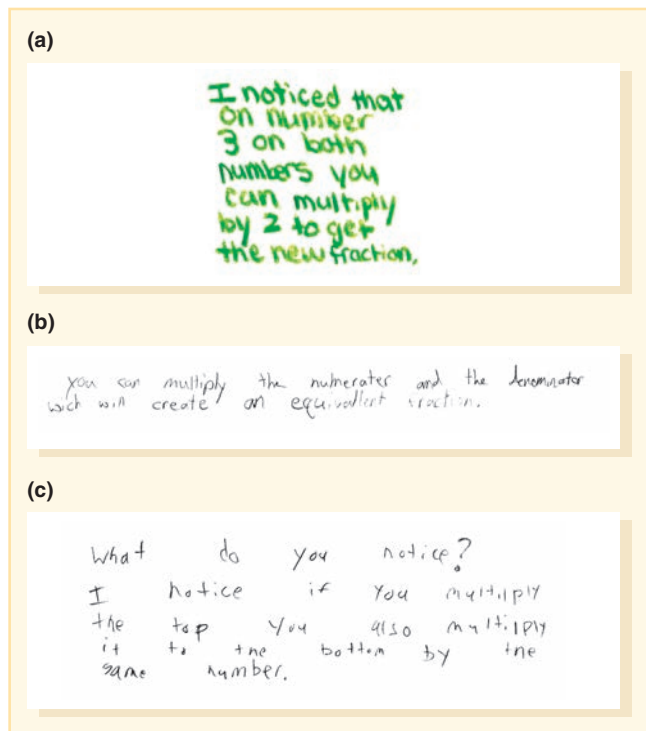 (a)
I noticed that
on number
3 on both
numbers you
can multiply
by 2 to get
the new fraction.
(b)
you can multiply the numerater and the denominator
wich will create an equivallent fraction.
(c)
What do you notice?
I notice if you multiply
the top you also multiply
it to the bottom by the
same number.